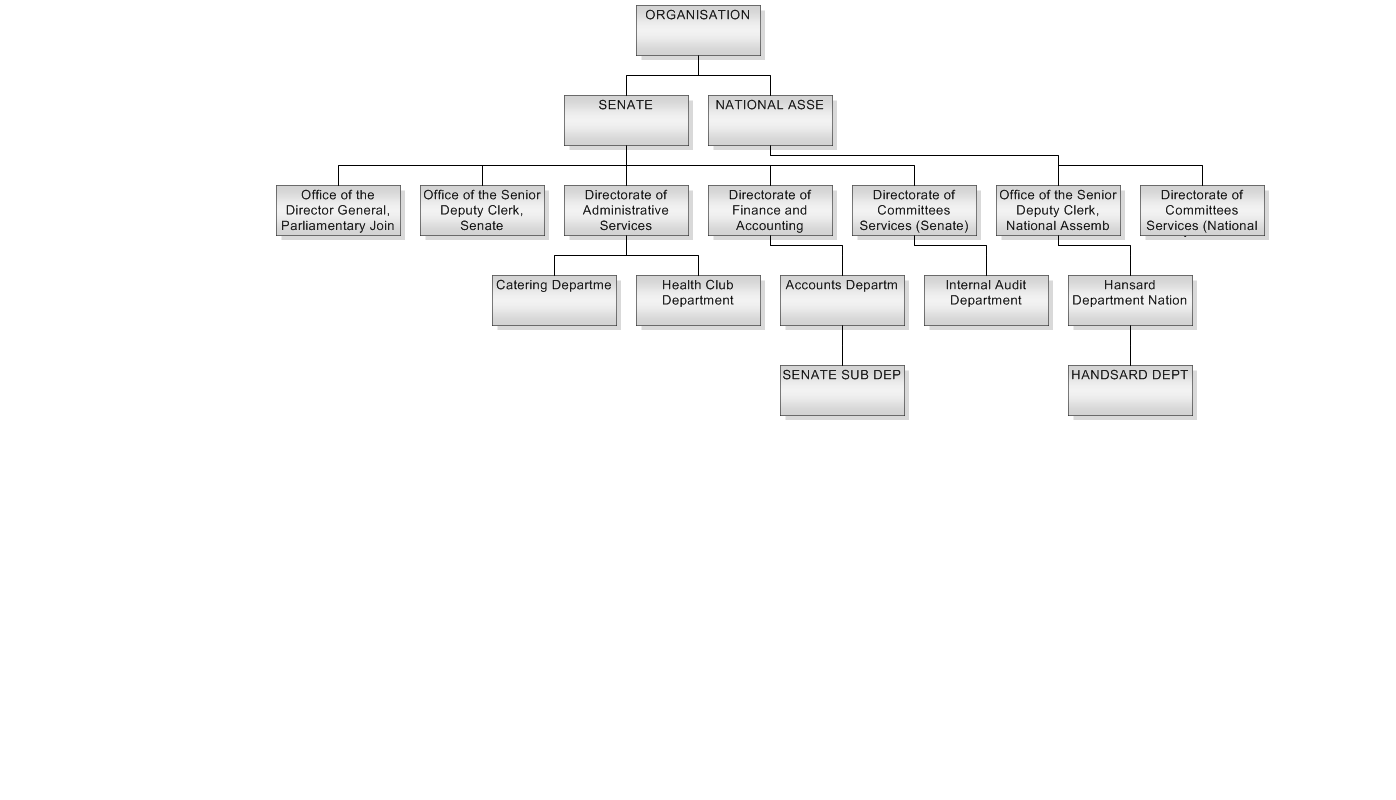 ORGANISATION
SENATE
NATIONAL ASSE
Office of the
Director General,
Parliamentary Join
Office of the Senior
Deputy Clerk,
Senate
Directorate of
Administrative
Services
Directorate of
Finance and
Accounting
Directorate of
Committees
Services (Senate)
Office of the Senior
Deputy Clerk,
National Assemb
Directorate of
Committees
Services (National
Catering Departme
Health Club
Department
Accounts Departm
Internal Audit
Department
Hansard
Department Nation
SENATE SUB DEP
HANDSARD DEPT